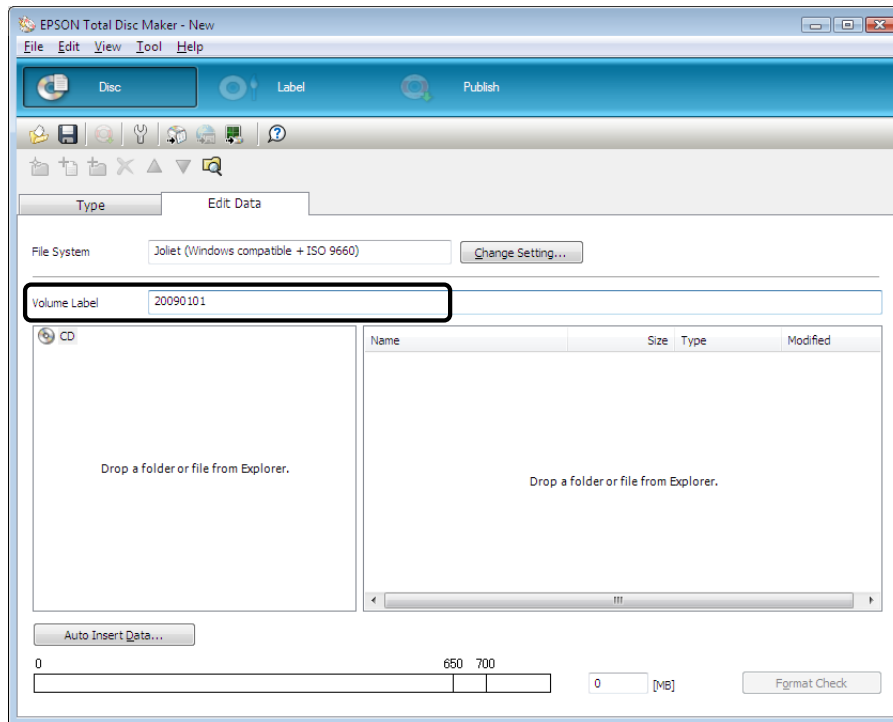 EPSON Total Disc Maker - New
File Edit View Tool Help
Disc Label Publish
Type Edit Data
File System Joliet (Windows compatible + ISO 9660) Change Setting...
Volume Label 20090101
CD
Name Size Type Modified
Drop a folder or file from Explorer.
Drop a folder or file from Explorer.
Auto Insert Data...
0 650 700
0 [MB] Format Check